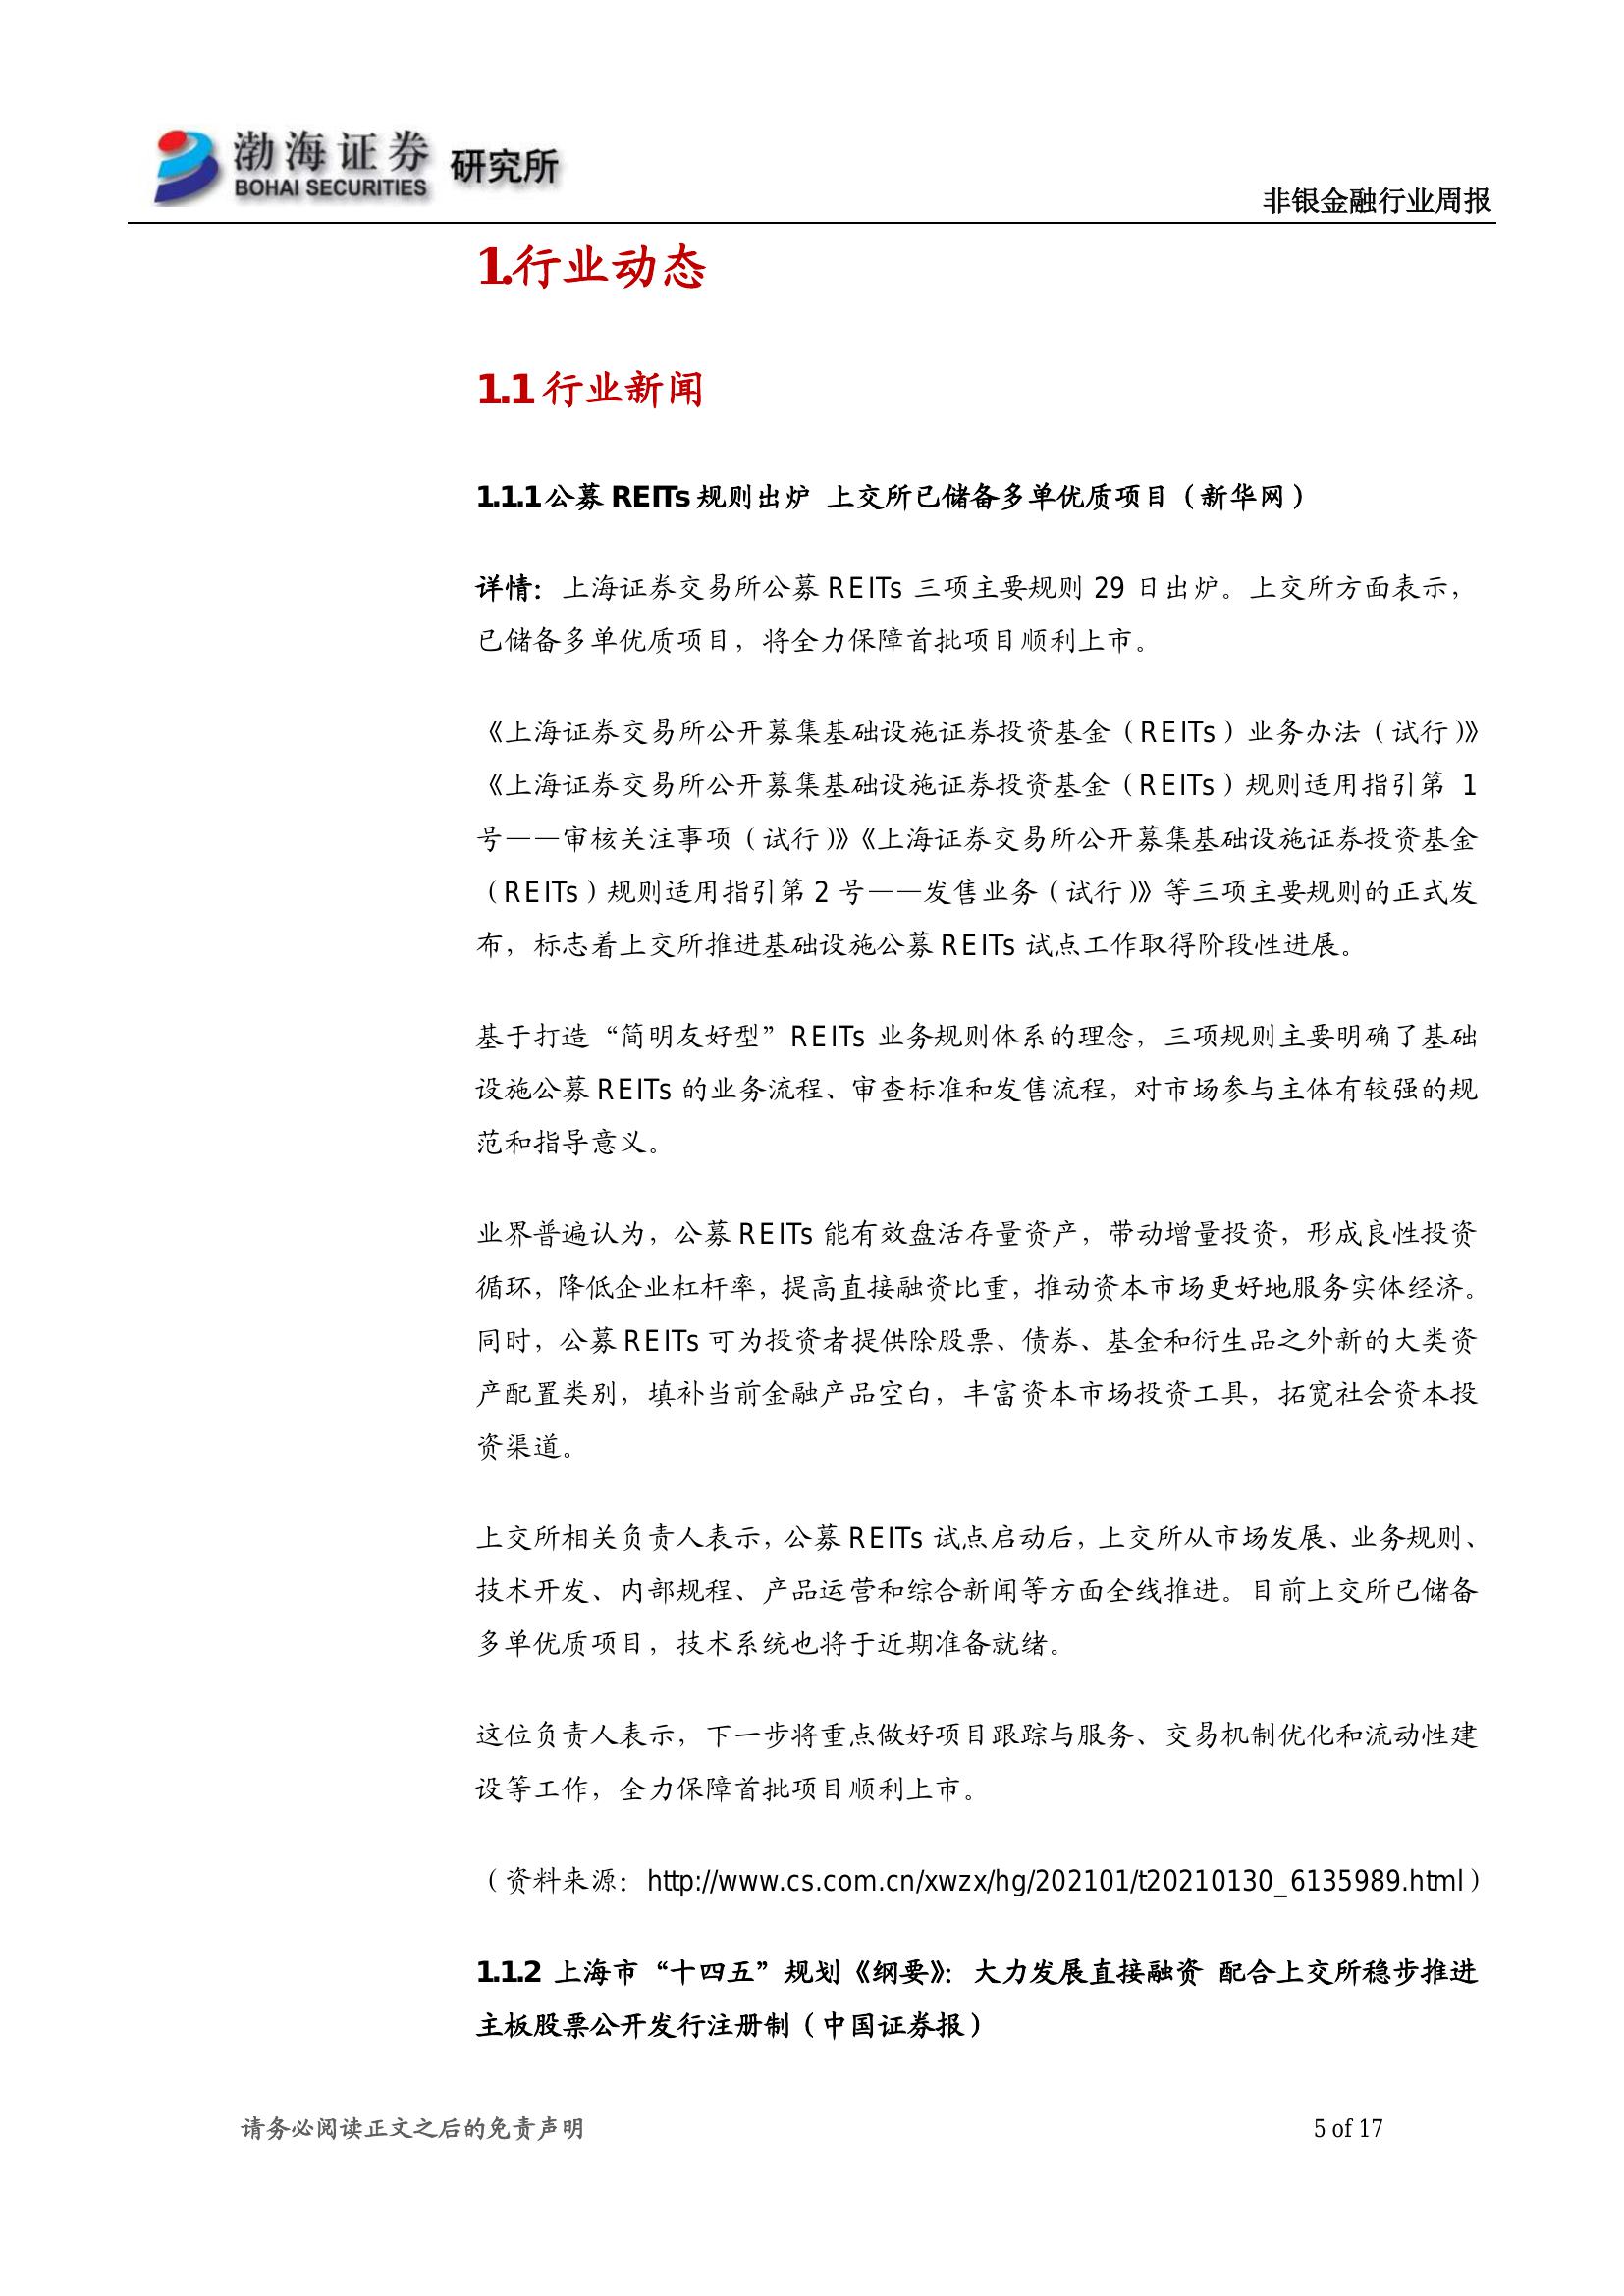 渤海证券 研究所
BOHAI SECURITIES
非银金融行业周报
1.行业动态
1.1 行业新闻
1.1.1 公募 REITs 规则出炉 上交所已储备多单优质项目（新华网）
详情：上海证券交易所公募 REITs 三项主要规则 29 日出炉。上交所方面表示，
已储备多单优质项目，将全力保障首批项目顺利上市。
《上海证券交易所公开募集基础设施证券投资基金（REITs）业务办法（试行）》
《上海证券交易所公开募集基础设施证券投资基金（REITs）规则适用指引第 1
号——审核关注事项（试行）》《上海证券交易所公开募集基础设施证券投资基金
（REITs）规则适用指引第 2 号——发售业务（试行）》等三项主要规则的正式发
布，标志着上交所推进基础设施公募 REITs 试点工作取得阶段性进展。
基于打造“简明友好型”REITs 业务规则体系的理念，三项规则主要明确了基础
设施公募 REITs 的业务流程、审查标准和发售流程，对市场参与主体有较强的规
范和指导意义。
业界普遍认为，公募 REITs 能有效盘活存量资产，带动增量投资，形成良性投资
循环，降低企业杠杆率，提高直接融资比重，推动资本市场更好地服务实体经济。
同时，公募 REITs 可为投资者提供除股票、债券、基金和衍生品之外新的大类资
产配置类别，填补当前金融产品空白，丰富资本市场投资工具，拓宽社会资本投
资渠道。
上交所相关负责人表示，公募 REITs 试点启动后，上交所从市场发展、业务规则、
技术开发、内部规程、产品运营和综合新闻等方面全线推进。目前上交所已储备
多单优质项目，技术系统也将于近期准备就绪。
这位负责人表示，下一步将重点做好项目跟踪与服务、交易机制优化和流动性建
设等工作，全力保障首批项目顺利上市。
（资料来源：http://www.cs.com.cn/xwzx/hg/202101/t20210130_6135989.html）
1.1.2 上海市“十四五”规划《纲要》：大力发展直接融资 配合上交所稳步推进
主板股票公开发行注册制（中国证券报）
请务必阅读正文之后的免责声明
5 of 17